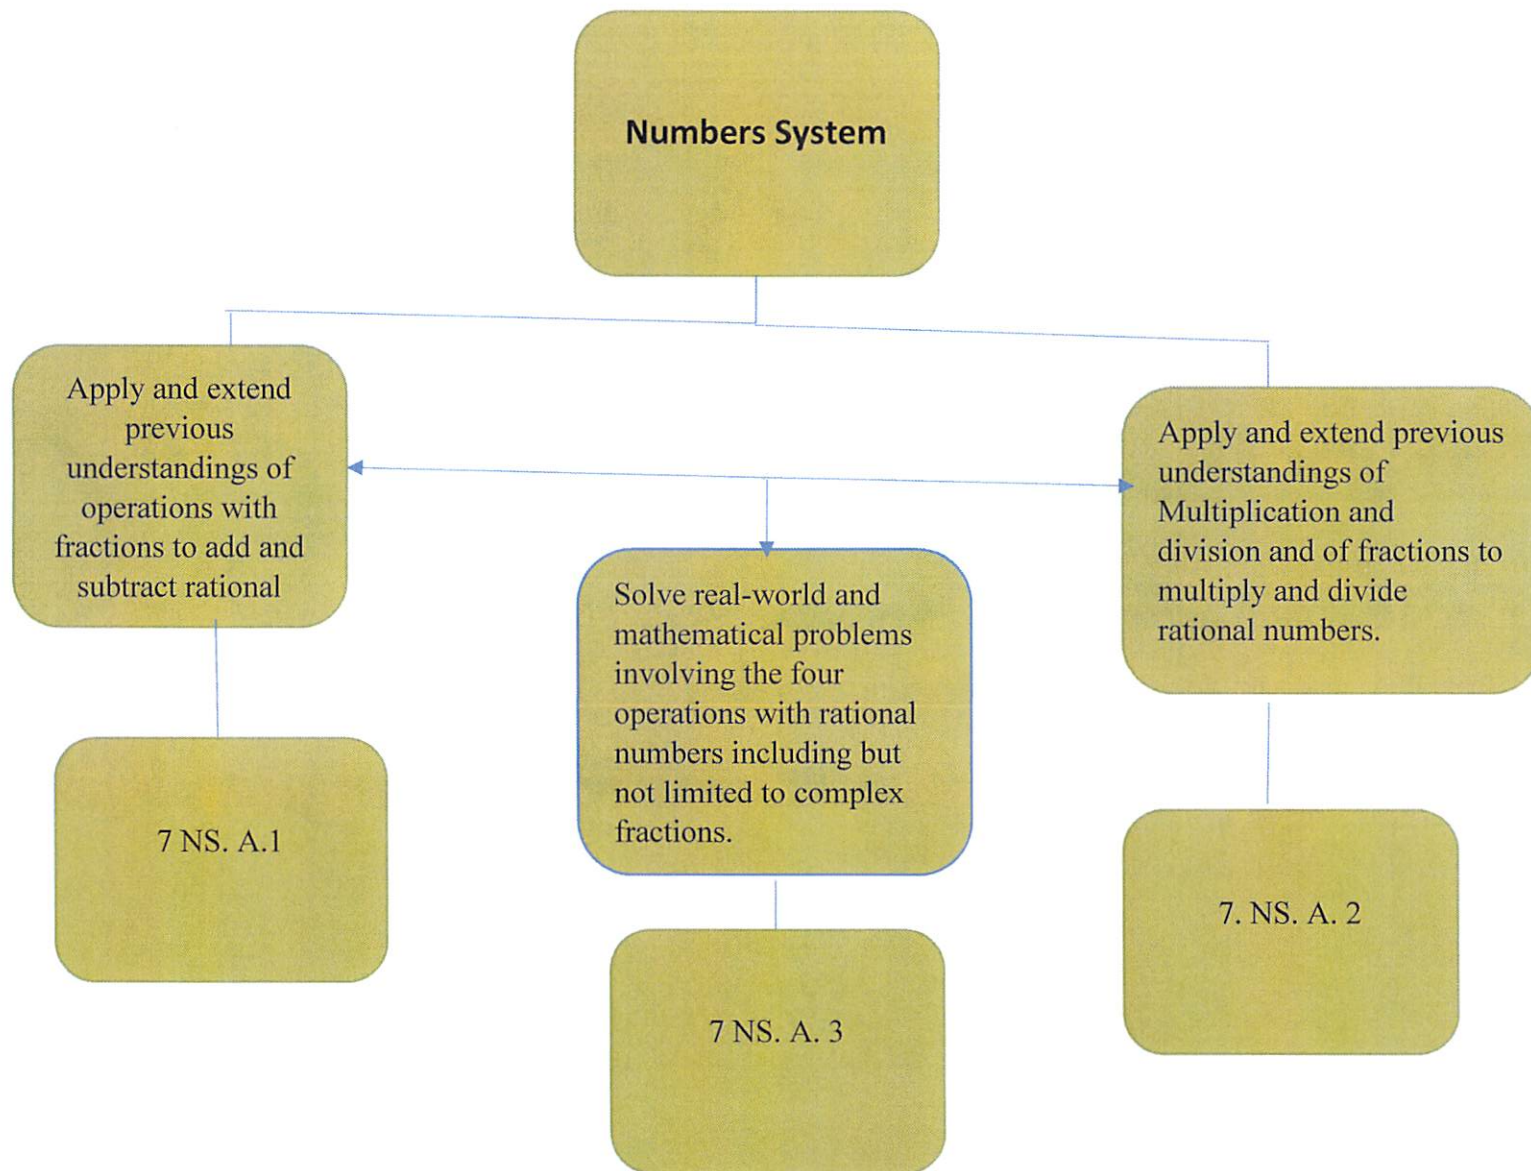 Numbers System
Apply and extend
previous
understandings of
operations with
fractions to add and
subtract rational
Apply and extend previous
understandings of
Multiplication and
division and of fractions to
multiply and divide
rational numbers.
Solve real-world and
mathematical problems
involving the four
operations with rational
numbers including but
not limited to complex
fractions.
7 NS. A.1
7. NS. A. 2
7 NS. A. 3